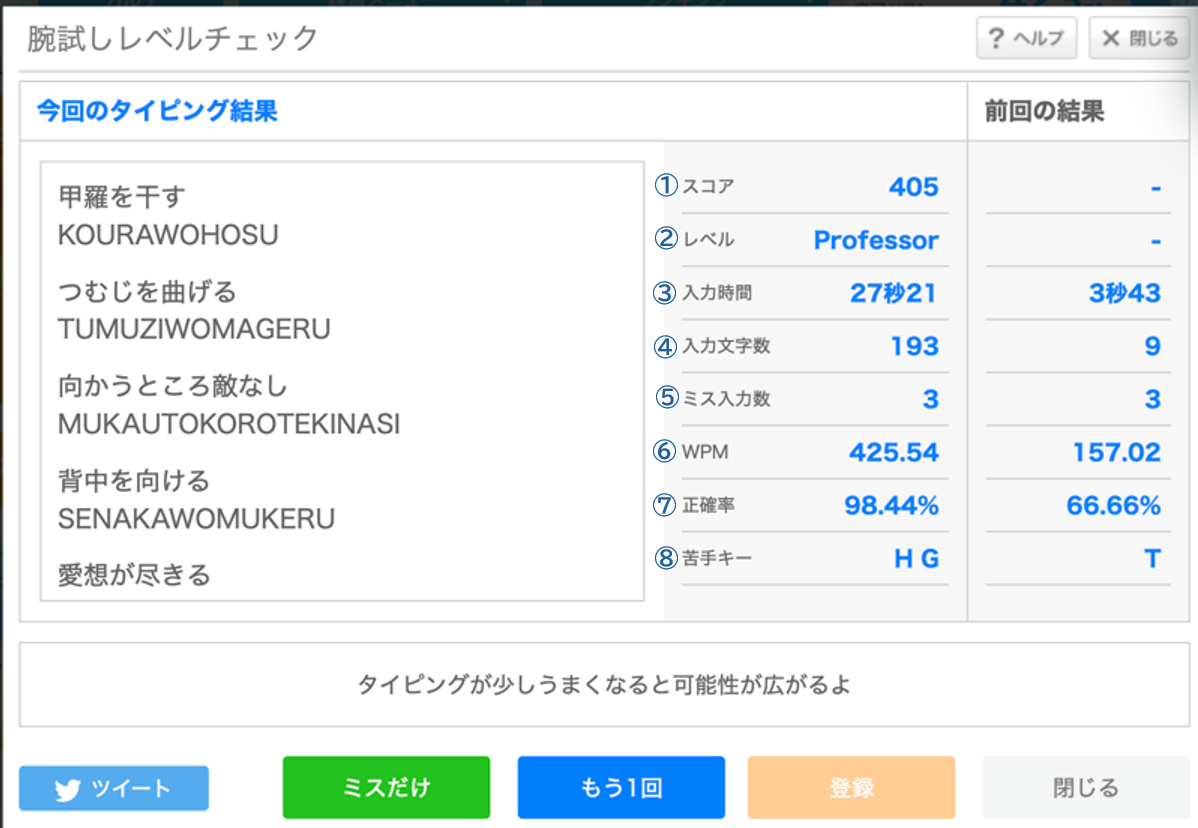 腕試しレベルチェック
? ヘルプ
× 閉じる
今回のタイピング結果
前回の結果
甲羅を干す
KOURAWOHOSU
つむじを曲げる
TUMUZIWOMAGERU
向かうところ敵なし
MUKAUTOKOROTEKINASI
背中を向ける
SENAKAWOMUKERU
愛想が尽きる
①スコア 405 -
②レベル Professor -
③入力時間 27秒21 3秒43
④入力文字数 193 9
⑤ミス入力数 3 3
⑥WPM 425.54 157.02
⑦正確率 98.44% 66.66%
⑧苦手キー H G T
タイピングが少しうまくなると可能性が広がるよ
ツイート
ミスだけ
もう1回
登録
閉じる